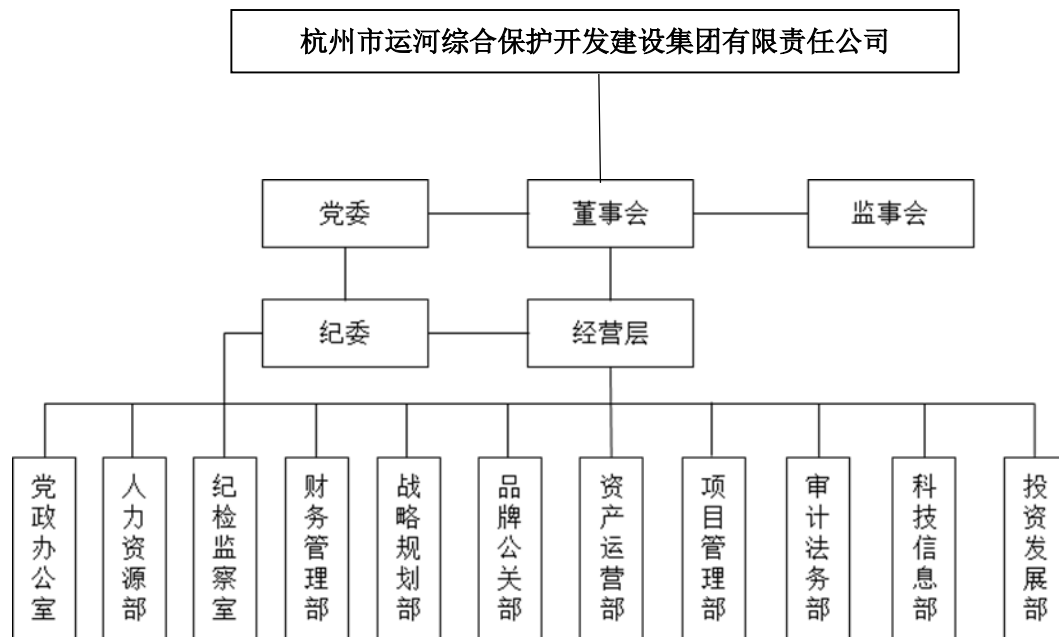 杭州市运河综合保护开发建设集团有限责任公司
党委
董事会
监事会
纪委
经营层
党政办公室
人力资源部
纪检监察室
财务管理部
战略规划部
品牌公关部
资产运营部
项目管理部
审计法务部
科技信息部
投资发展部